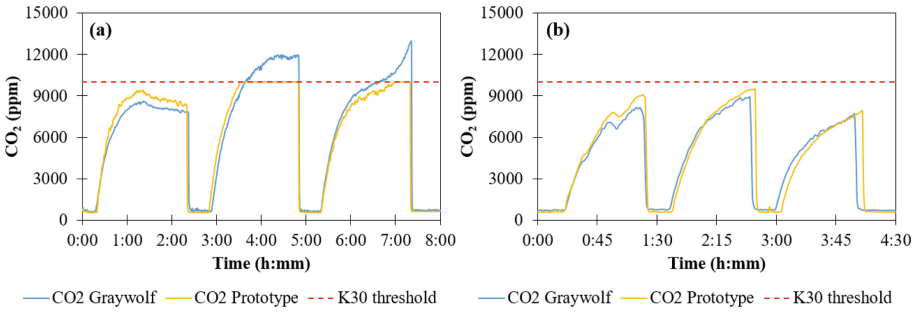 15000
12000
9000
6000
3000
0
CO₂ (ppm)
(a)
0:00 1:00 2:00 3:00 4:00 5:00 6:00 7:00 8:00
Time (h:mm)
CO2 Graywolf CO2 Prototype K30 threshold
15000
12000
9000
6000
3000
0
CO₂ (ppm)
(b)
0:00 0:45 1:30 2:15 3:00 3:45 4:30
Time (h:mm)
CO2 Graywolf CO2 Prototype K30 threshold